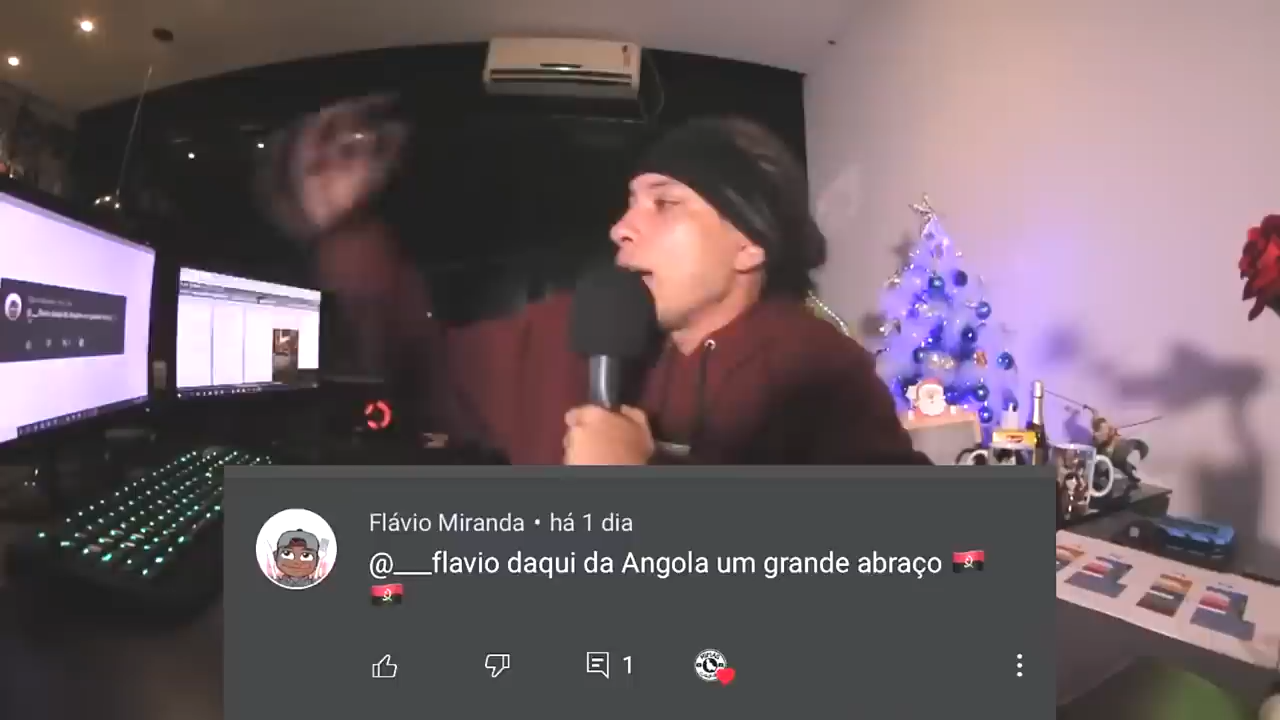 Flávio Miranda • há 1 dia
@___flavio daqui da Angola um grande abraço 🇦🇴
🇦🇴
1